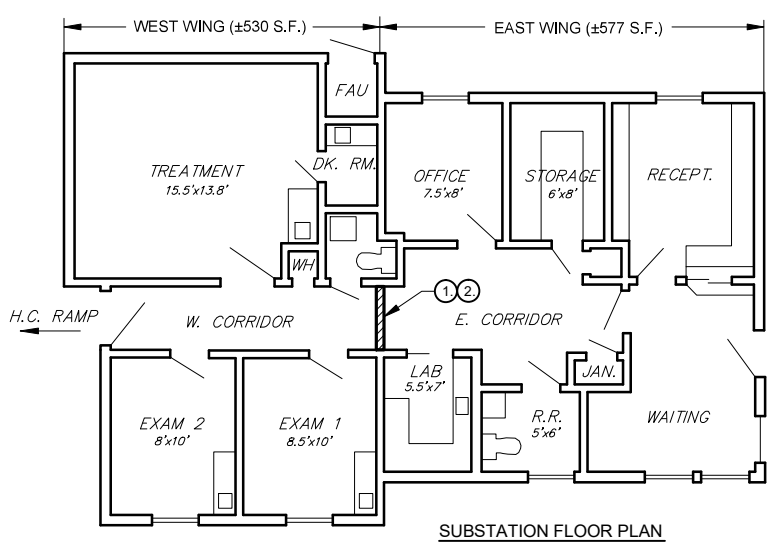 WEST WING (±530 S.F.)
EAST WING (±577 S.F.)
FAU
TREATMENT
15.5'x13.8'
DK. RM.
OFFICE
7.5'x8'
STORAGE
6'x8'
RECEPT.
WH
1. 2.
H.C. RAMP
W. CORRIDOR
E. CORRIDOR
LAB
5.5'x7'
JAN.
EXAM 2
8'x10'
EXAM 1
8.5'x10'
R.R.
5'x6'
WAITING
SUBSTATION FLOOR PLAN